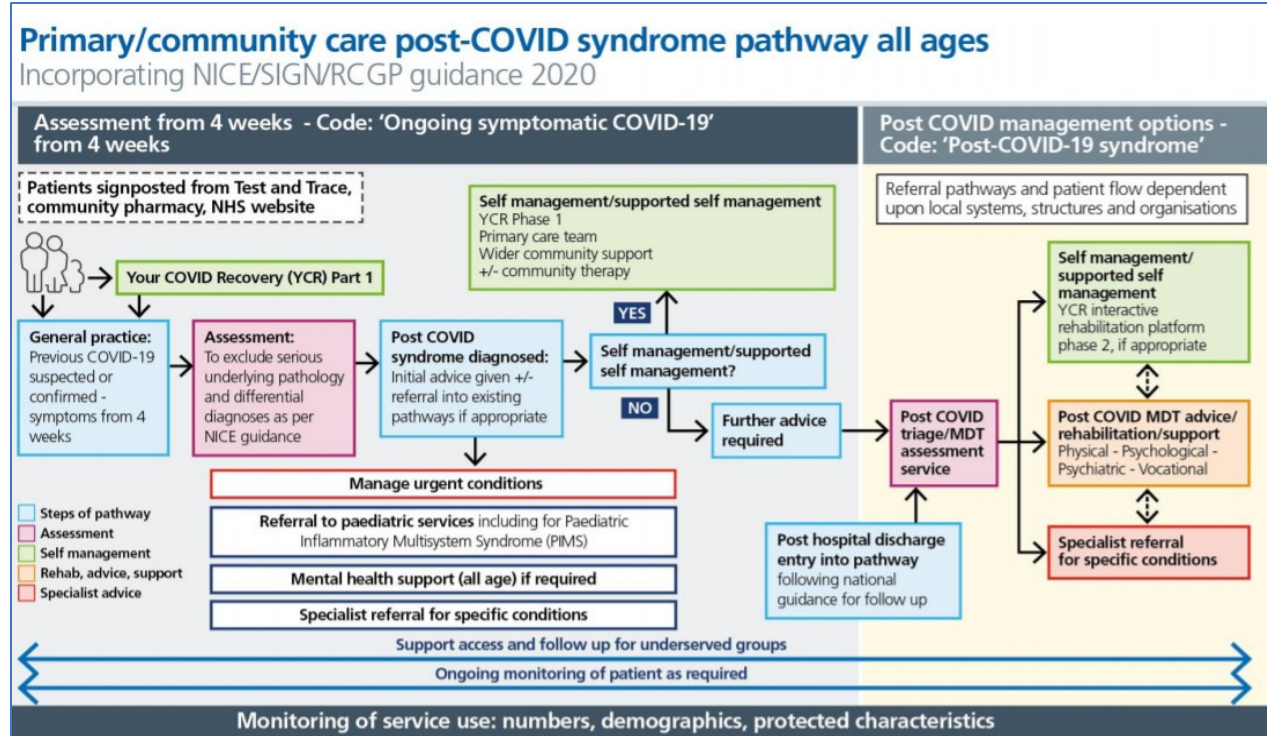 Primary/community care post-COVID syndrome pathway all ages
Incorporating NICE/SIGN/RCGP guidance 2020
Assessment from 4 weeks - Code: ‘Ongoing symptomatic COVID-19’
from 4 weeks
Post COVID management options -
Code: ‘Post-COVID-19 syndrome’
Patients signposted from Test and Trace,
community pharmacy, NHS website
Your COVID Recovery (YCR) Part 1
Self management/supported self management
YCR Phase 1
Primary care team
Wider community support
+/- community therapy
Referral pathways and patient flow dependent
upon local systems, structures and organisations
General practice:
Previous COVID-19
suspected or
confirmed -
symptoms from 4
weeks
Assessment:
To exclude serious
underlying pathology
and differential
diagnoses as per
NICE guidance
Post COVID
syndrome diagnosed:
Initial advice given +/-
referral into existing
pathways if appropriate
YES
Self management/supported
self management?
NO
Further advice
required
Post COVID
triage/MDT
assessment
service
Self management/
supported self
management
YCR interactive
rehabilitation platform
phase 2, if appropriate
Post COVID MDT advice/
rehabilitation/support
Physical - Psychological -
Psychiatric - Vocational
Specialist referral
for specific conditions
Post hospital discharge
entry into pathway
following national
guidance for follow up
Manage urgent conditions
Referral to paediatric services including for Paediatric
Inflammatory Multisystem Syndrome (PIMS)
Mental health support (all age) if required
Specialist referral for specific conditions
Steps of pathway
Assessment
Self management
Rehab, advice, support
Specialist advice
Support access and follow up for underserved groups
Ongoing monitoring of patient as required
Monitoring of service use: numbers, demographics, protected characteristics